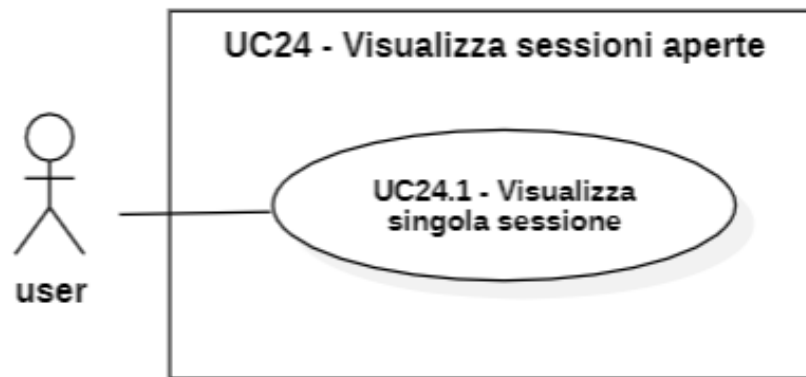 UC24 - Visualizza sessioni aperte
UC24.1 - Visualizza
singola sessione
user